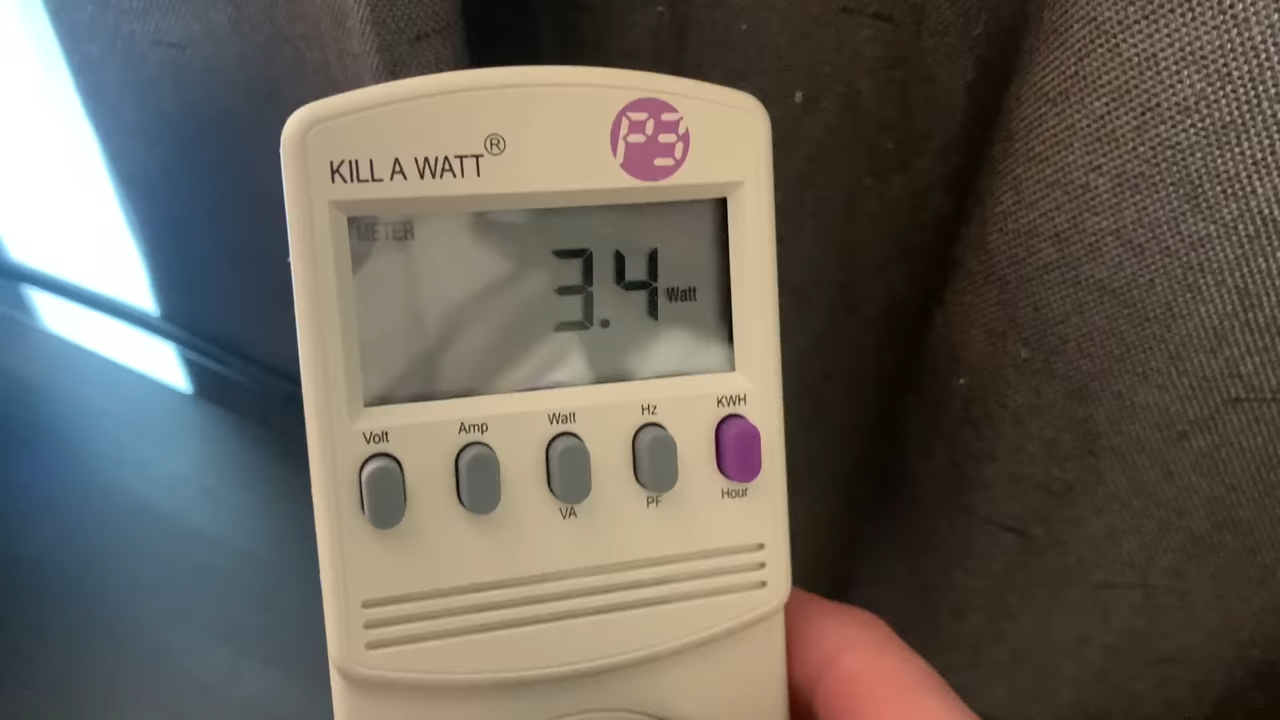 KILL A WATT®
P3
METER
3.4 Watt
Volt
Amp
Watt
Hz
KWH
VA
PF
Hour